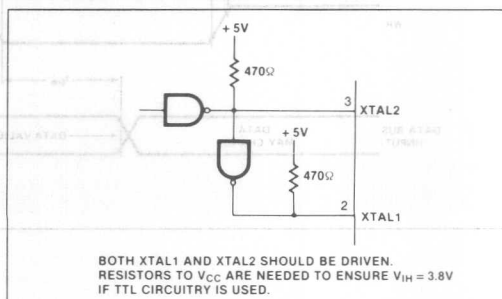 + 5V
470Ω
3
XTAL2
+ 5V
470Ω
2
XTAL1
BOTH XTAL1 AND XTAL2 SHOULD BE DRIVEN.
RESISTORS TO VCC ARE NEEDED TO ENSURE VIH = 3.8V
IF TTL CIRCUITRY IS USED.